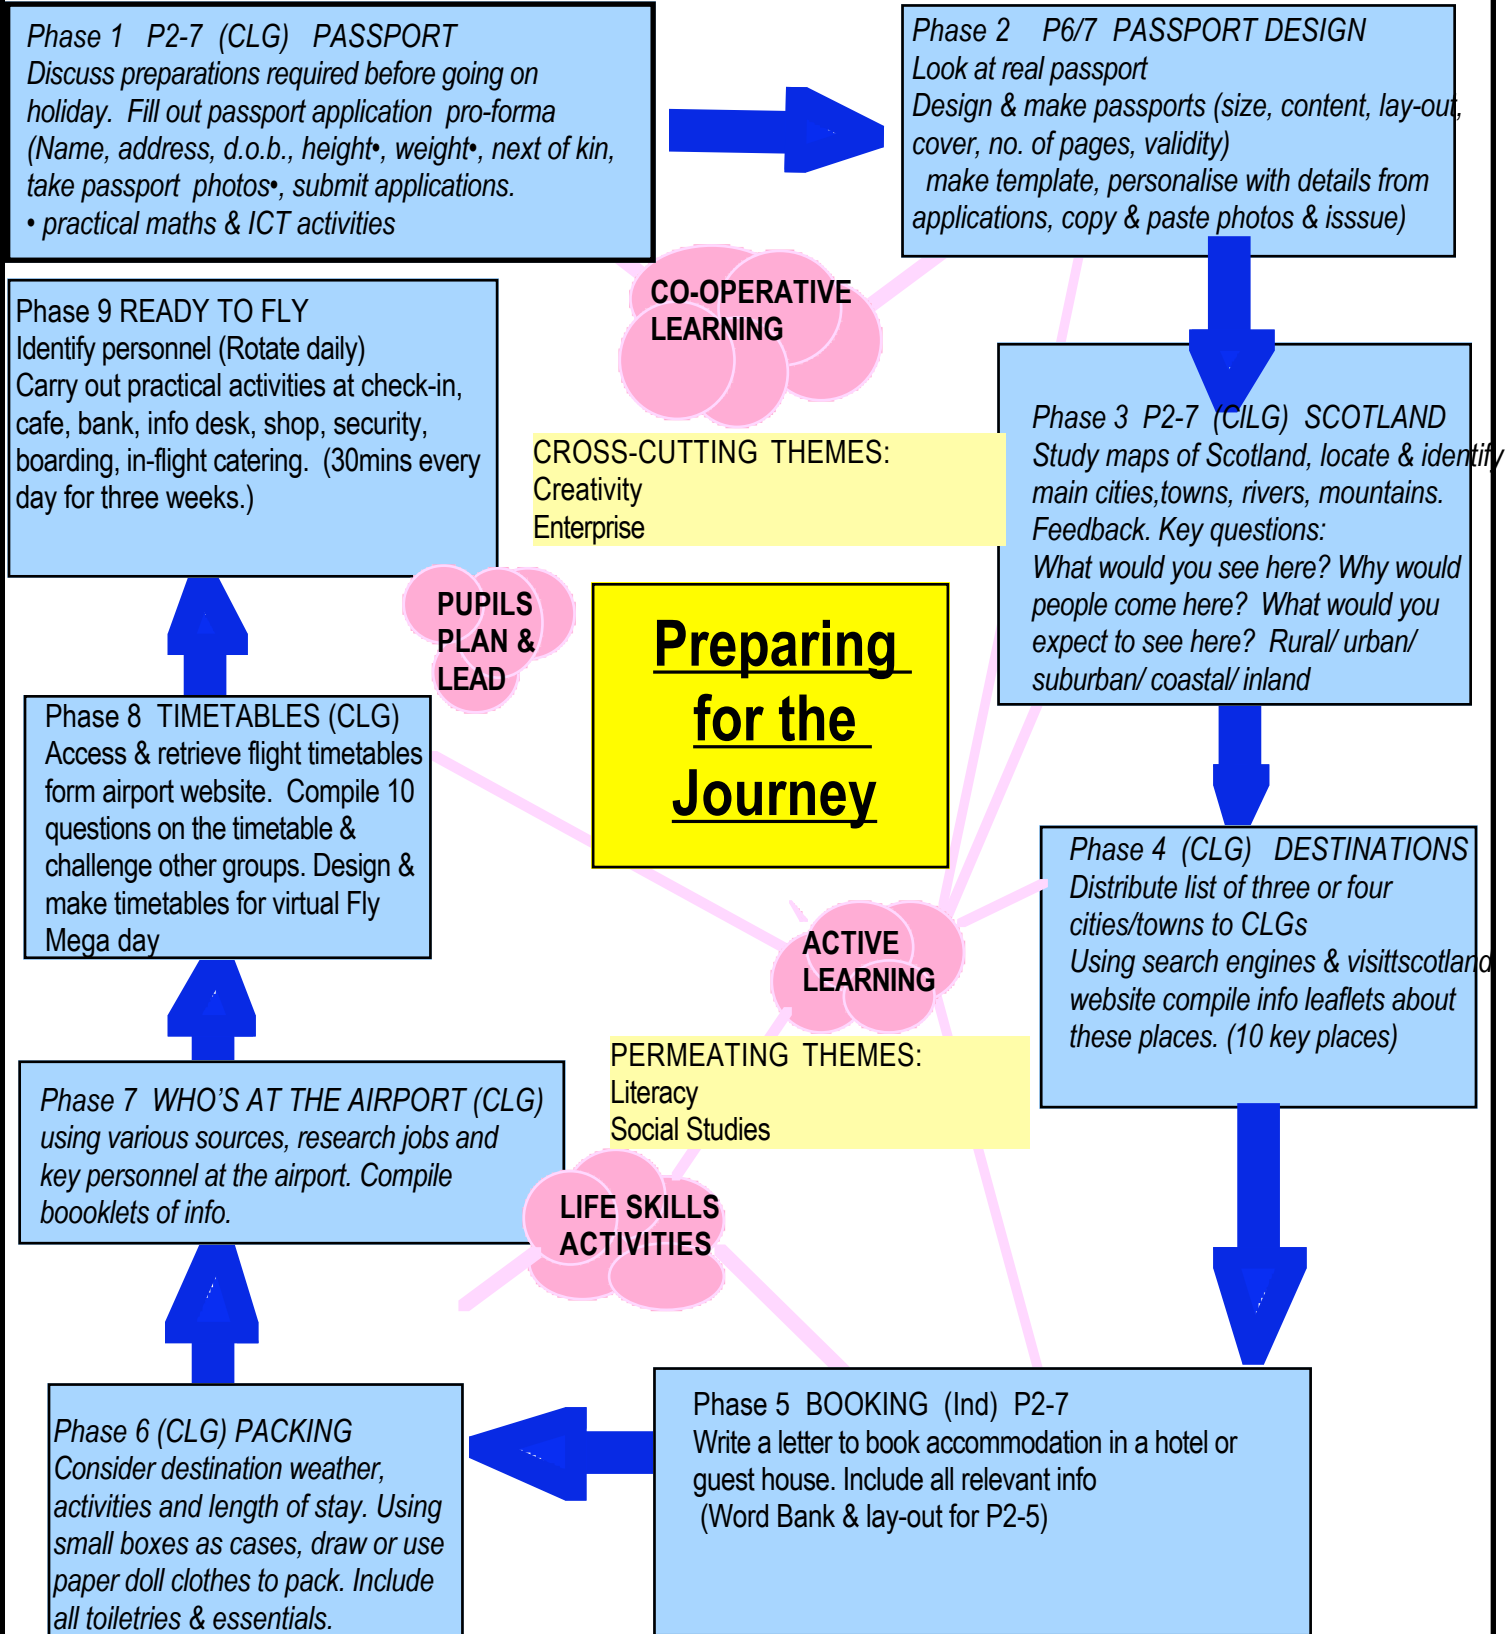 Phase 1 P2-7 (CLG) PASSPORT
Discuss preparations required before going on
holiday. Fill out passport application pro-forma
(Name, address, d.o.b., height•, weight•, next of kin,
take passport photos•, submit applications.
• practical maths & ICT activities
Phase 2 P6/7 PASSPORT DESIGN
Look at real passport
Design & make passports (size, content, lay-out,
cover, no. of pages, validity)
make template, personalise with details from
applications, copy & paste photos & isssue)
CO-OPERATIVE
LEARNING
Phase 9 READY TO FLY
Identify personnel (Rotate daily)
Carry out practical activities at check-in,
cafe, bank, info desk, shop, security,
boarding, in-flight catering. (30mins every
day for three weeks.)
CROSS-CUTTING THEMES:
Creativity
Enterprise
Phase 3 P2-7 (CILG) SCOTLAND
Study maps of Scotland, locate & identify
main cities,towns, rivers, mountains.
Feedback. Key questions:
What would you see here? Why would
people come here? What would you
expect to see here? Rural/ urban/
suburban/ coastal/ inland
PUPILS
PLAN &
LEAD
Preparing
for the
Journey
Phase 8 TIMETABLES (CLG)
Access & retrieve flight timetables
form airport website. Compile 10
questions on the timetable &
challenge other groups. Design &
make timetables for virtual Fly
Mega day
Phase 4 (CLG) DESTINATIONS
Distribute list of three or four
cities/towns to CLGs
Using search engines & visittscotland
website compile info leaflets about
these places. (10 key places)
ACTIVE
LEARNING
PERMEATING THEMES:
Literacy
Social Studies
Phase 7 WHO'S AT THE AIRPORT (CLG)
using various sources, research jobs and
key personnel at the airport. Compile
boooklets of info.
LIFE SKILLS
ACTIVITIES
Phase 5 BOOKING (Ind) P2-7
Write a letter to book accommodation in a hotel or
guest house. Include all relevant info
(Word Bank & lay-out for P2-5)
Phase 6 (CLG) PACKING
Consider destination weather,
activities and length of stay. Using
small boxes as cases, draw or use
paper doll clothes to pack. Include
all toiletries & essentials.